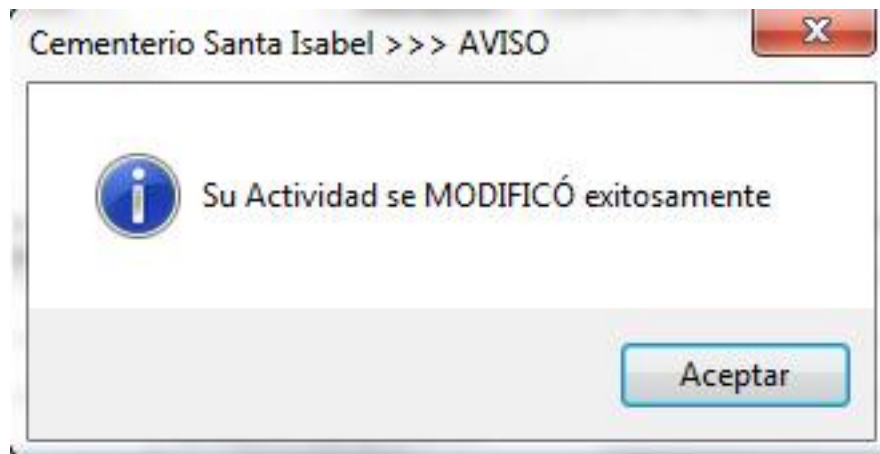 Cementerio Santa Isabel >>> AVISO
Su Actividad se MODIFICÓ exitosamente
Aceptar